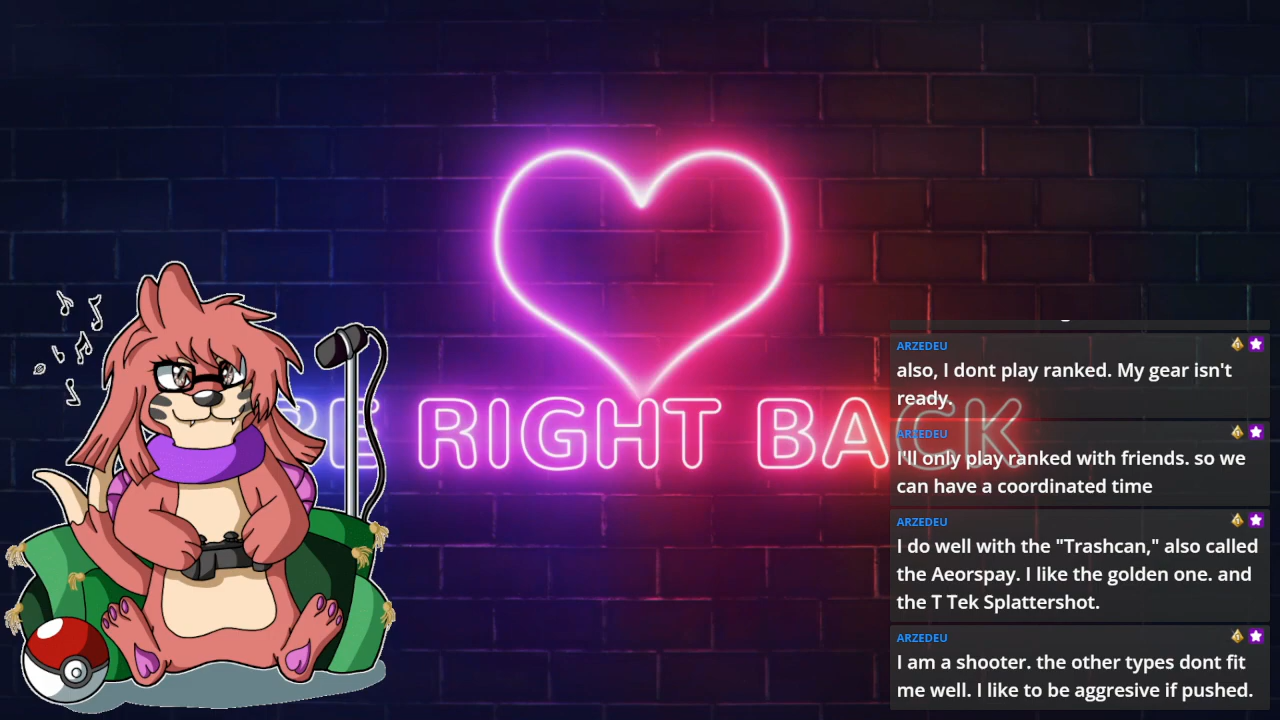 BE RIGHT BACK
ARZEDEU
also, I dont play ranked. My gear isn't
ready.
ARZEDEU
I'll only play ranked with friends. so we
can have a coordinated time
ARZEDEU
I do well with the "Trashcan," also called
the Aeorspay. I like the golden one. and
the T Tek Splattershot.
ARZEDEU
I am a shooter. the other types dont fit
me well. I like to be aggresive if pushed.